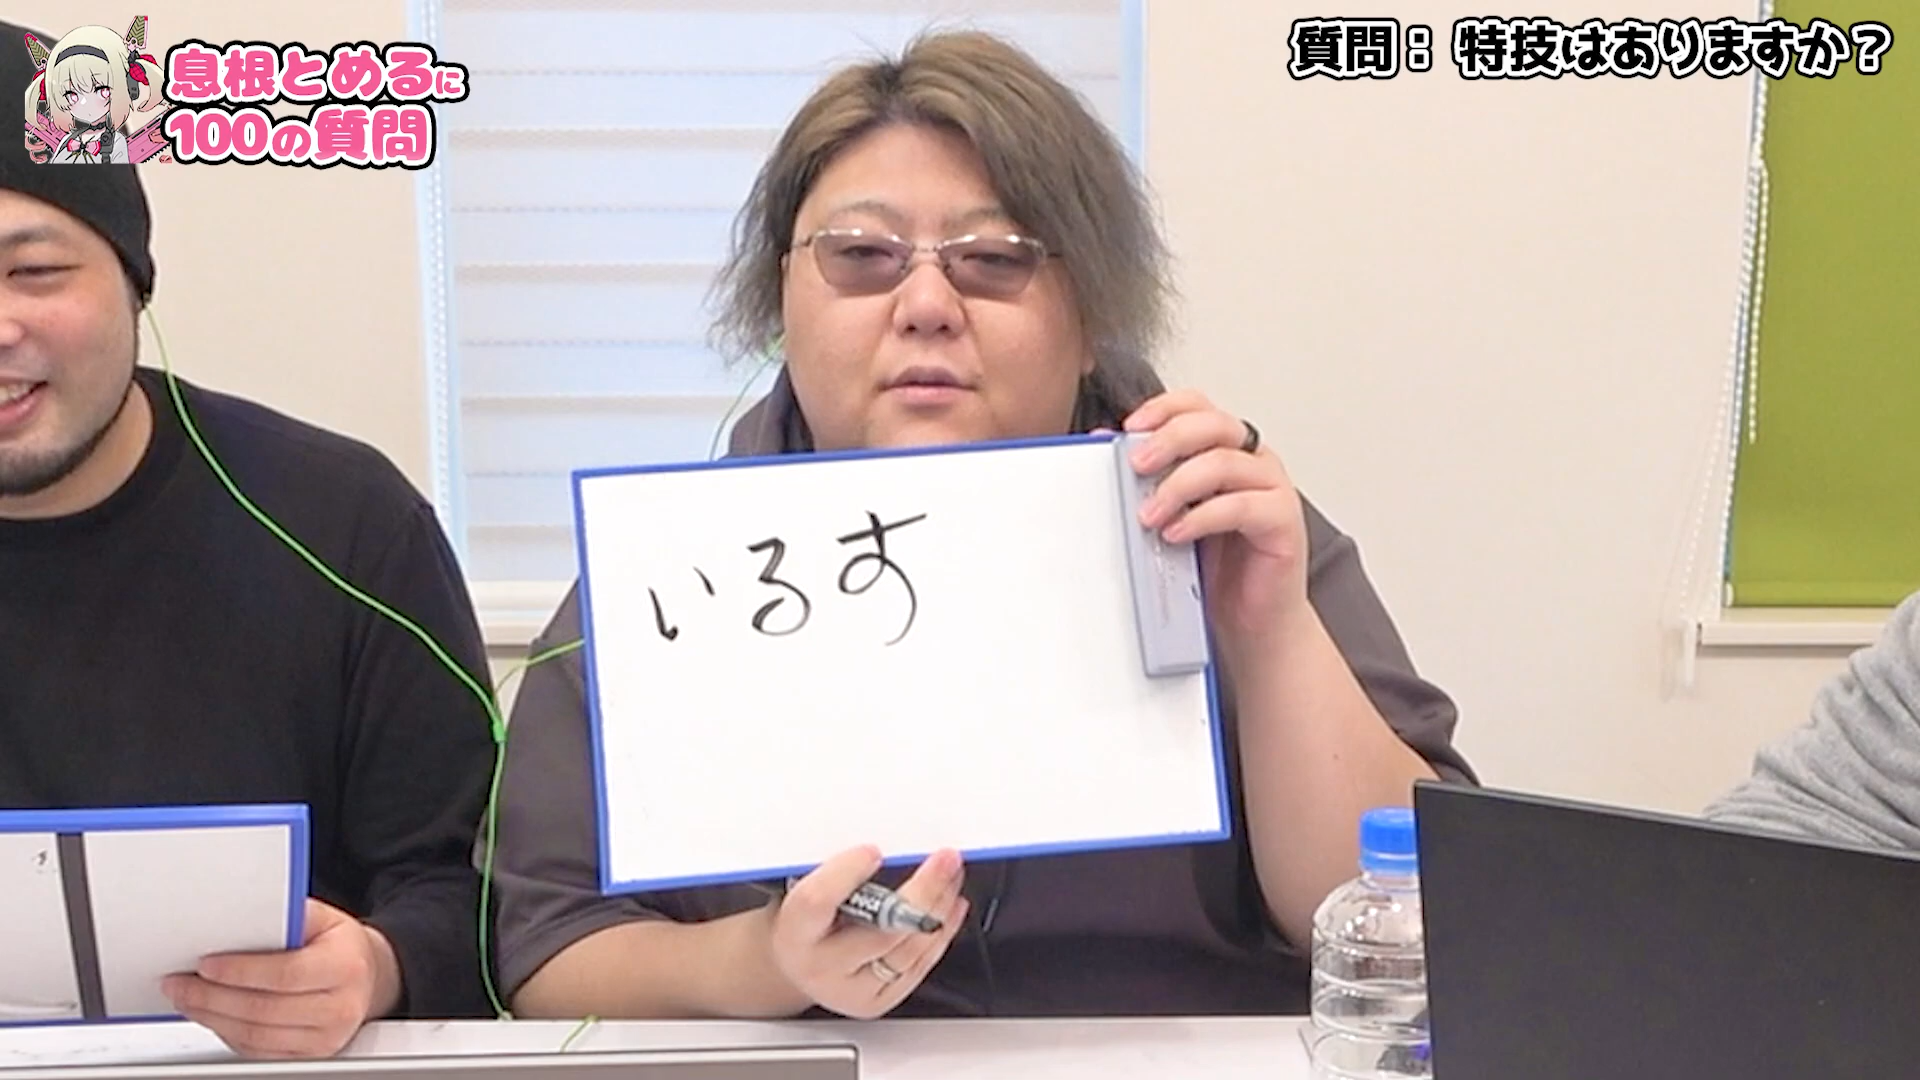 息根とめるに
100の質問
質問：特技はありますか？
いるす